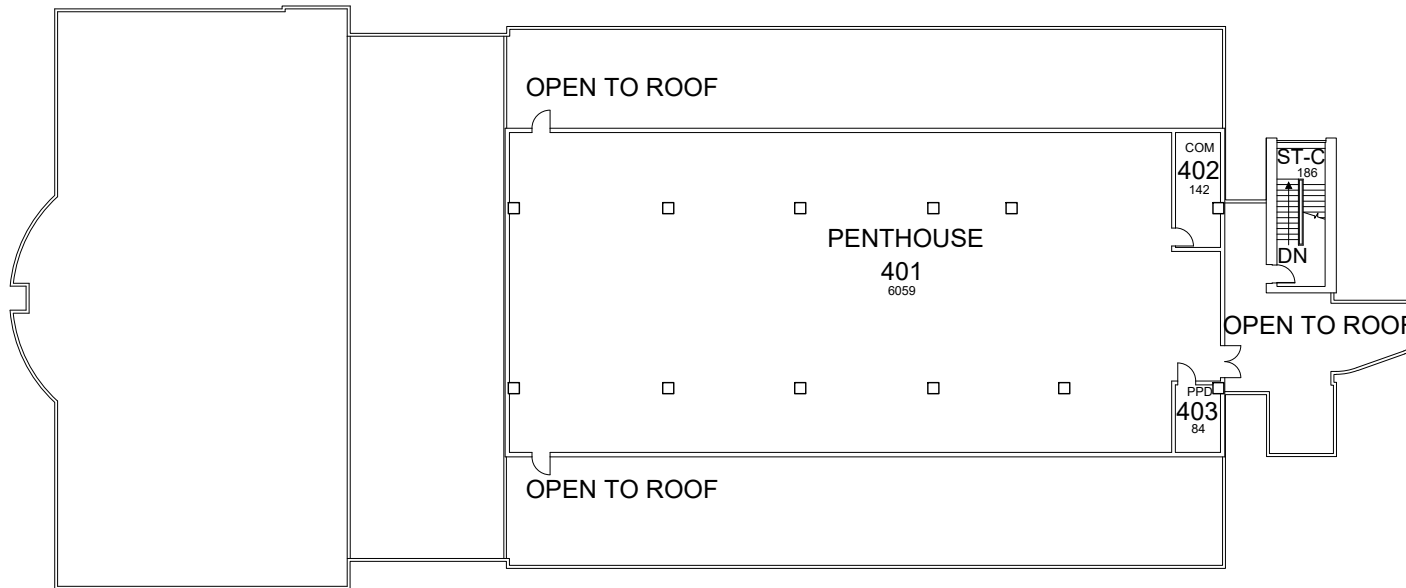 OPEN TO ROOF
COM
402
142
ST-C
186
PENTHOUSE
401
6059
DN
OPEN TO ROOF
PPD
403
84
OPEN TO ROOF